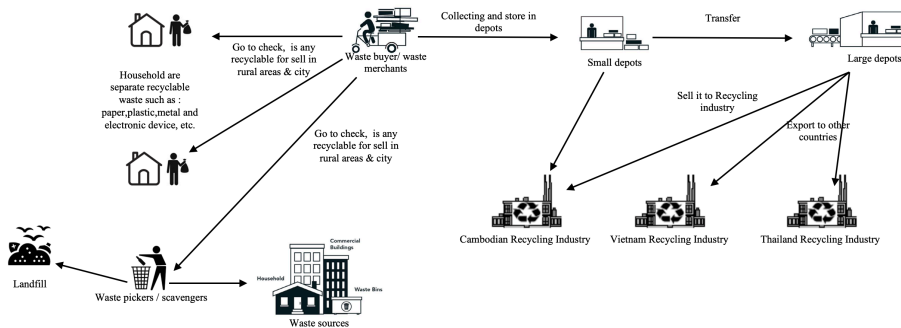 Collecting and store in
depots
Transfer
Go to check, is any
recyclable for sell in
rural areas & city
Waste buyer/ waste
merchants
Small depots
Large depots
Household are
separate recyclable
waste such as :
paper,plastic,metal and
electronic device, etc.
Sell it to Recycling
industry
Go to check, is any
recyclable for sell in
rural areas & city
Export to other
countries
Cambodian Recycling Industry
Vietnam Recycling Industry
Thailand Recycling Industry
Commercial
Buildings
Household
Waste Bins
Landfill
Waste pickers / scavengers
Waste sources